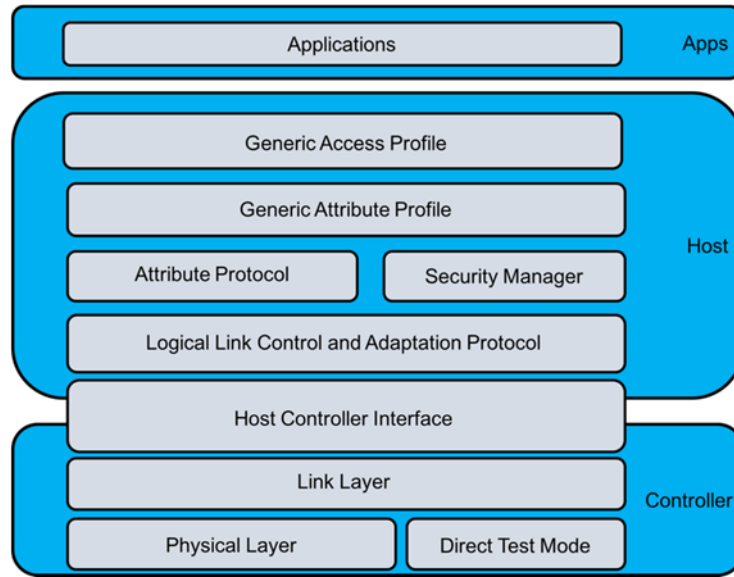 Applications
Apps
Generic Access Profile
Generic Attribute Profile
Host
Attribute Protocol
Security Manager
Logical Link Control and Adaptation Protocol
Host Controller Interface
Link Layer
Controller
Physical Layer
Direct Test Mode